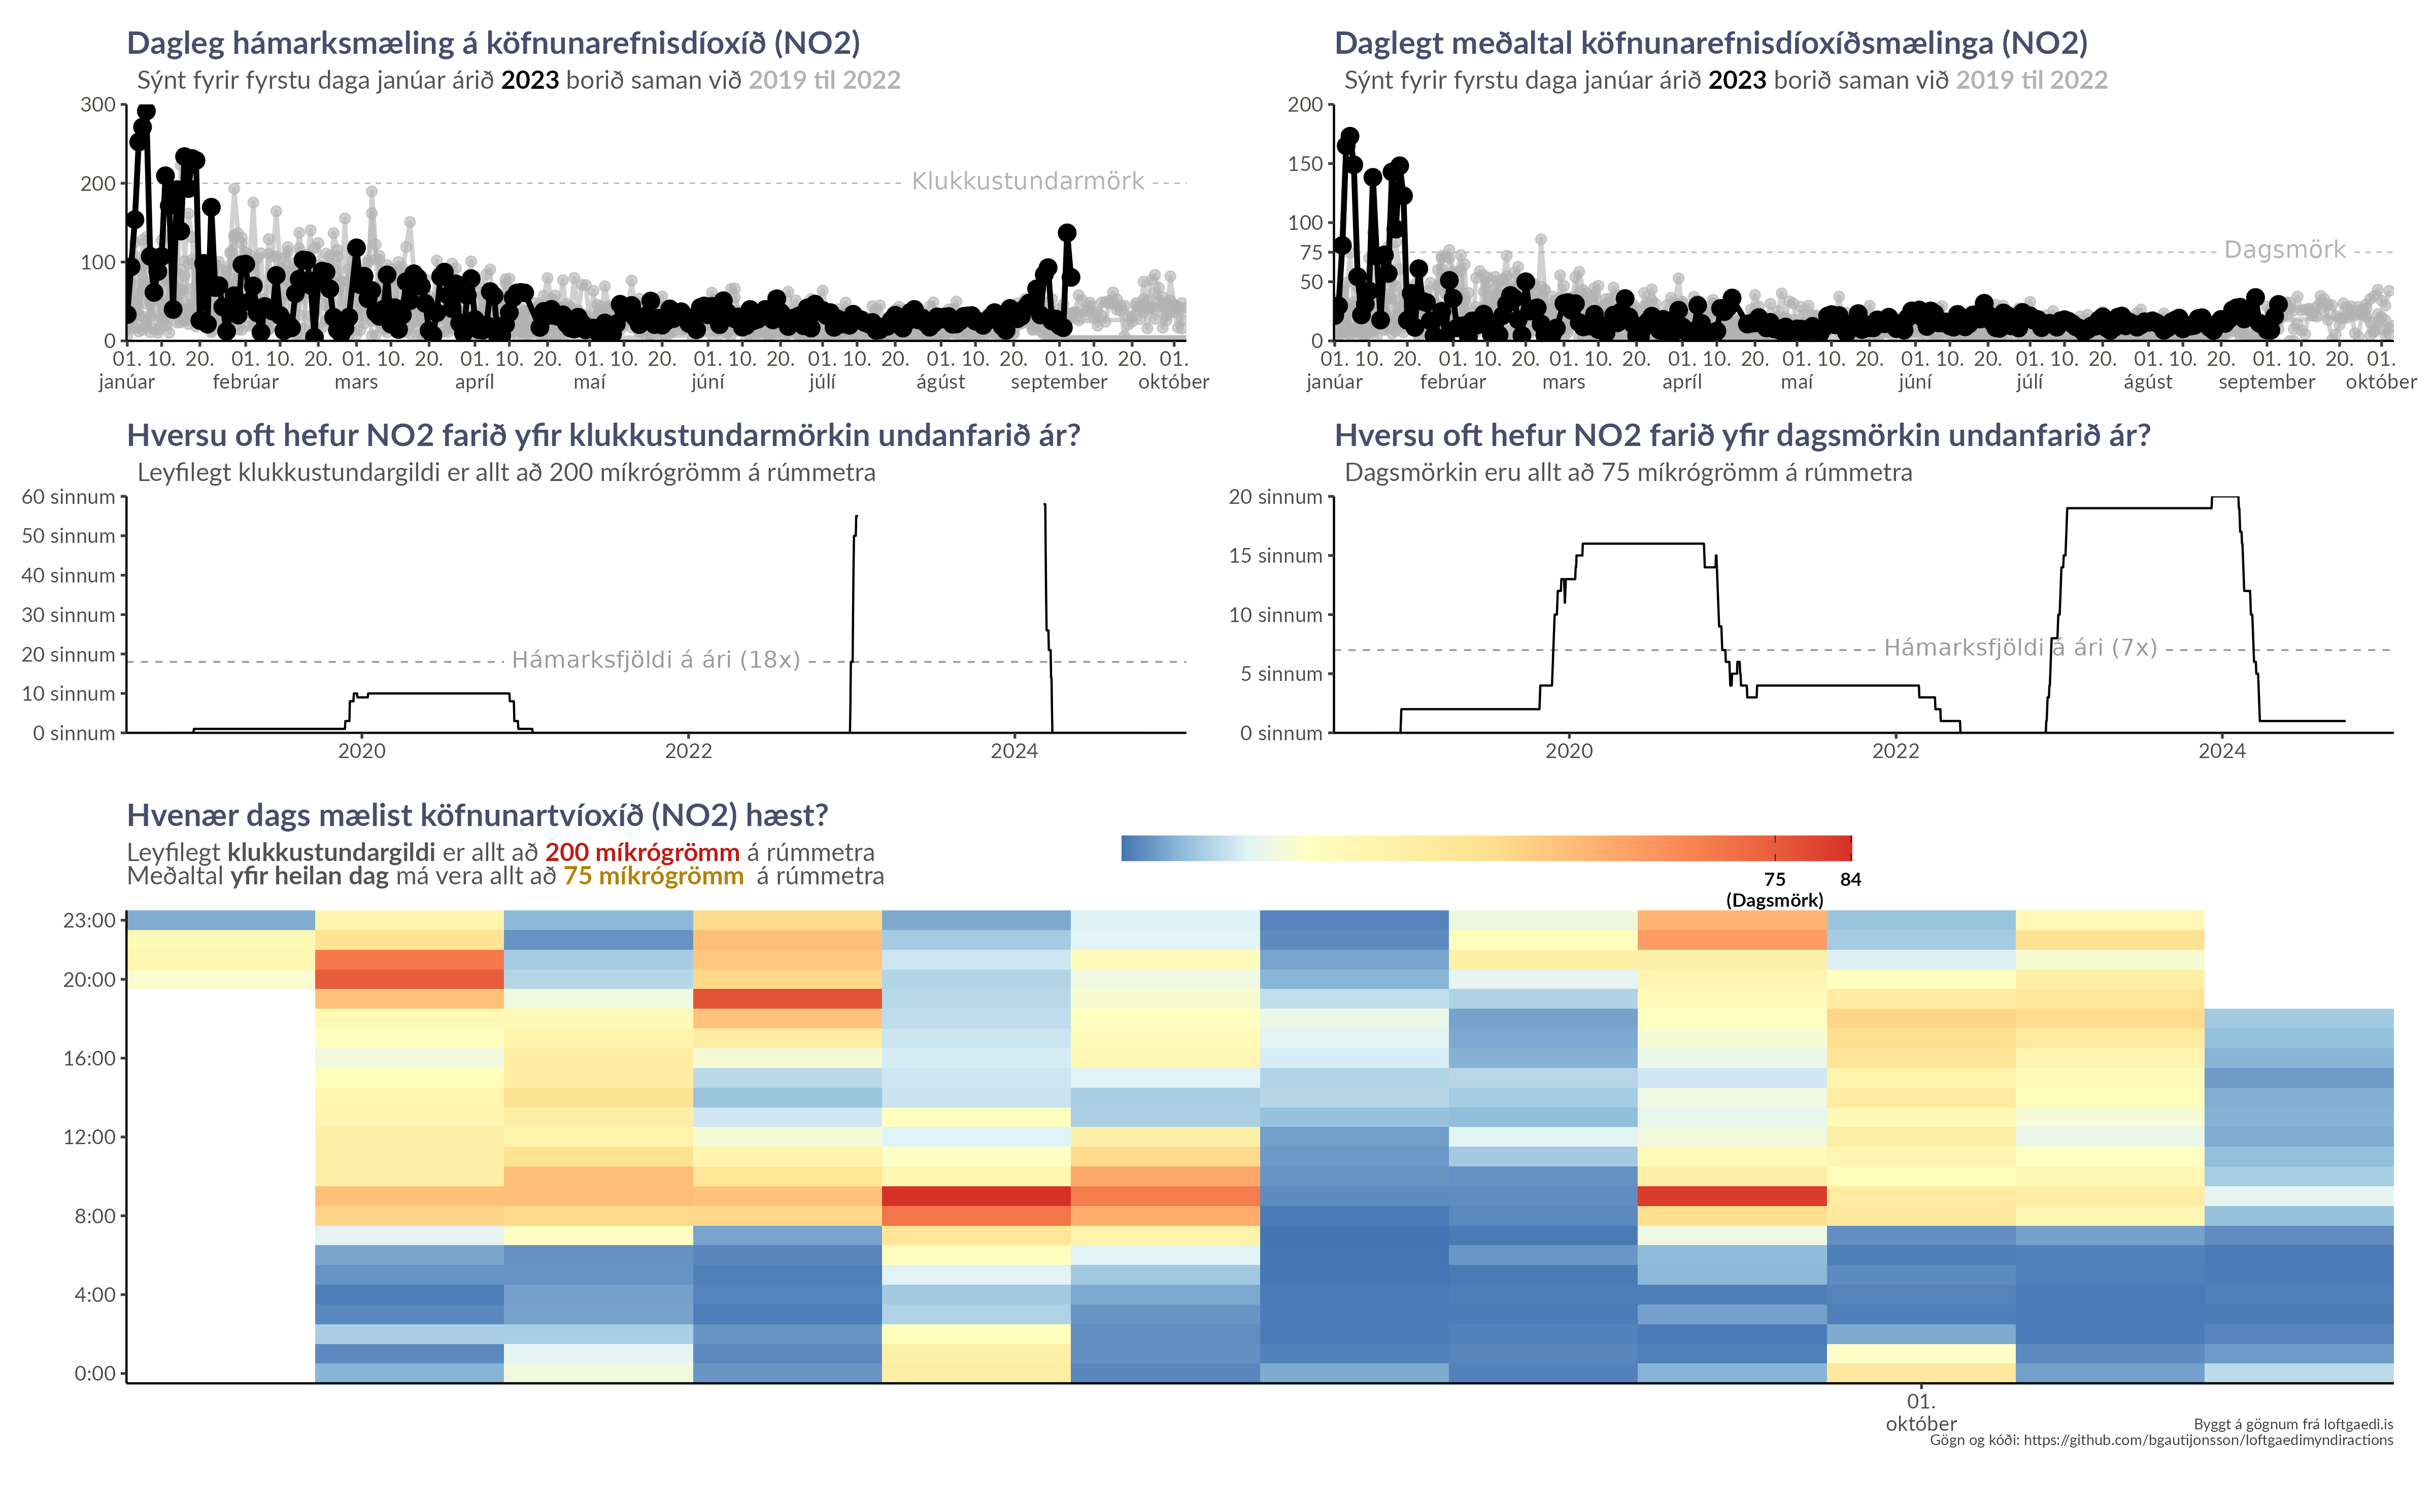 Dagleg hámarksmæling á köfnunarefnisdíoxíð (NO2)
Sýnt fyrir fyrstu daga janúar árið 2023 borið saman við 2019 til 2022
300
200
100
0
Klukkustundarmörk
01. 10. 20. 01. 10. 20. 01. 10. 20. 01. 10. 20. 01. 10. 20. 01. 10. 20. 01. 10. 20. 01. 10. 20. 01. 10. 20. 01.
janúar febrúar mars apríl maí júní júlí ágúst september október
Daglegt meðaltal köfnunarefnisdíoxíðsmælinga (NO2)
Sýnt fyrir fyrstu daga janúar árið 2023 borið saman við 2019 til 2022
200
150
100
75
50
0
Dagsmörk
01. 10. 20. 01. 10. 20. 01. 10. 20. 01. 10. 20. 01. 10. 20. 01. 10. 20. 01. 10. 20. 01. 10. 20. 01. 10. 20. 01.
janúar febrúar mars apríl maí júní júlí ágúst september október
Hversu oft hefur NO2 farið yfir klukkustundarmörkin undanfarið ár?
Leyfilegt klukkustundargildi er allt að 200 míkrógrömm á rúmmetra
60 sinnum
50 sinnum
40 sinnum
30 sinnum
20 sinnum
10 sinnum
0 sinnum
Hámarksfjöldi á ári (18x)
2020 2022 2024
Hversu oft hefur NO2 farið yfir dagsmörkin undanfarið ár?
Dagsmörkin eru allt að 75 míkrógrömm á rúmmetra
20 sinnum
15 sinnum
10 sinnum
5 sinnum
0 sinnum
Hámarksfjöldi á ári (7x)
2020 2022 2024
Hvenær dags mælist köfnunartvíoxíð (NO2) hæst?
Leyfilegt klukkustundargildi er allt að 200 míkrógrömm á rúmmetra
Meðaltal yfir heilan dag má vera allt að 75 míkrógrömm á rúmmetra
75 84
(Dagsmörk)
23:00
20:00
16:00
12:00
8:00
4:00
0:00
01.
október
Byggt á gögnum frá loftgaedi.is
Gögn og kóði: https://github.com/bgautijonsson/loftgaedimyndiractions